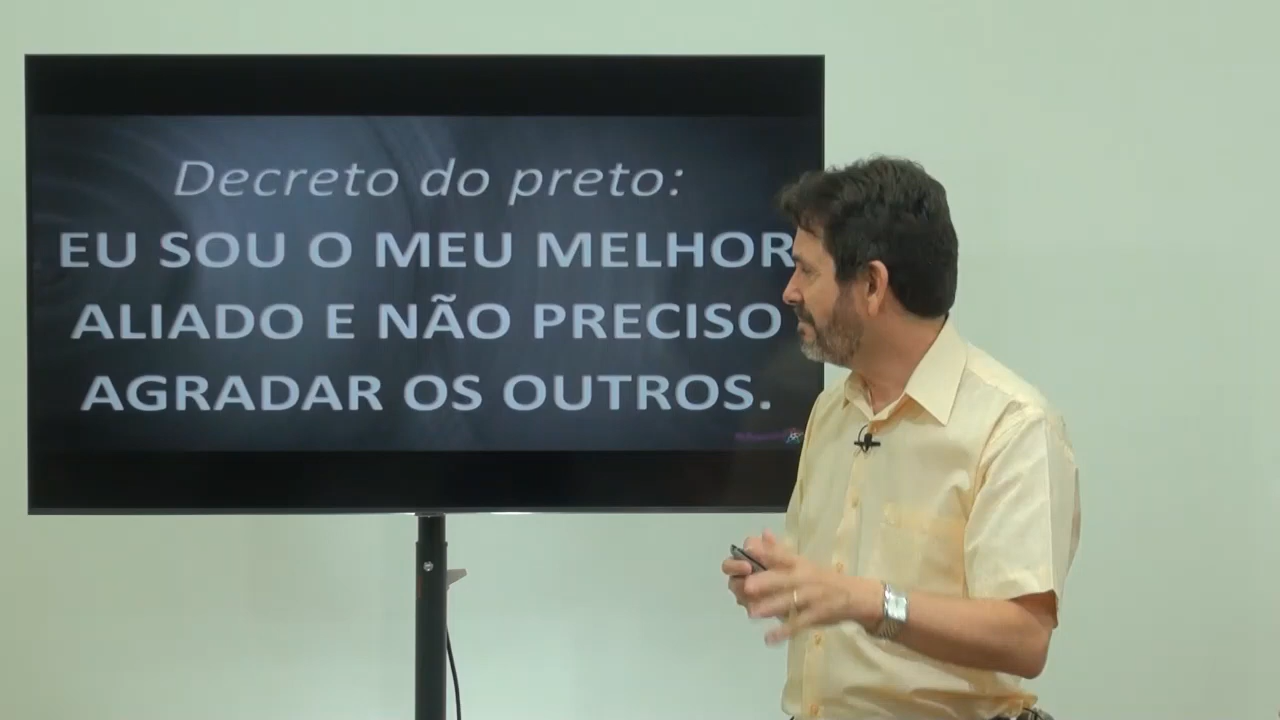 Decreto do preto:
EU SOU O MEU MELHOR
ALIADO E NÃO PRECISO
AGRADAR OS OUTROS.